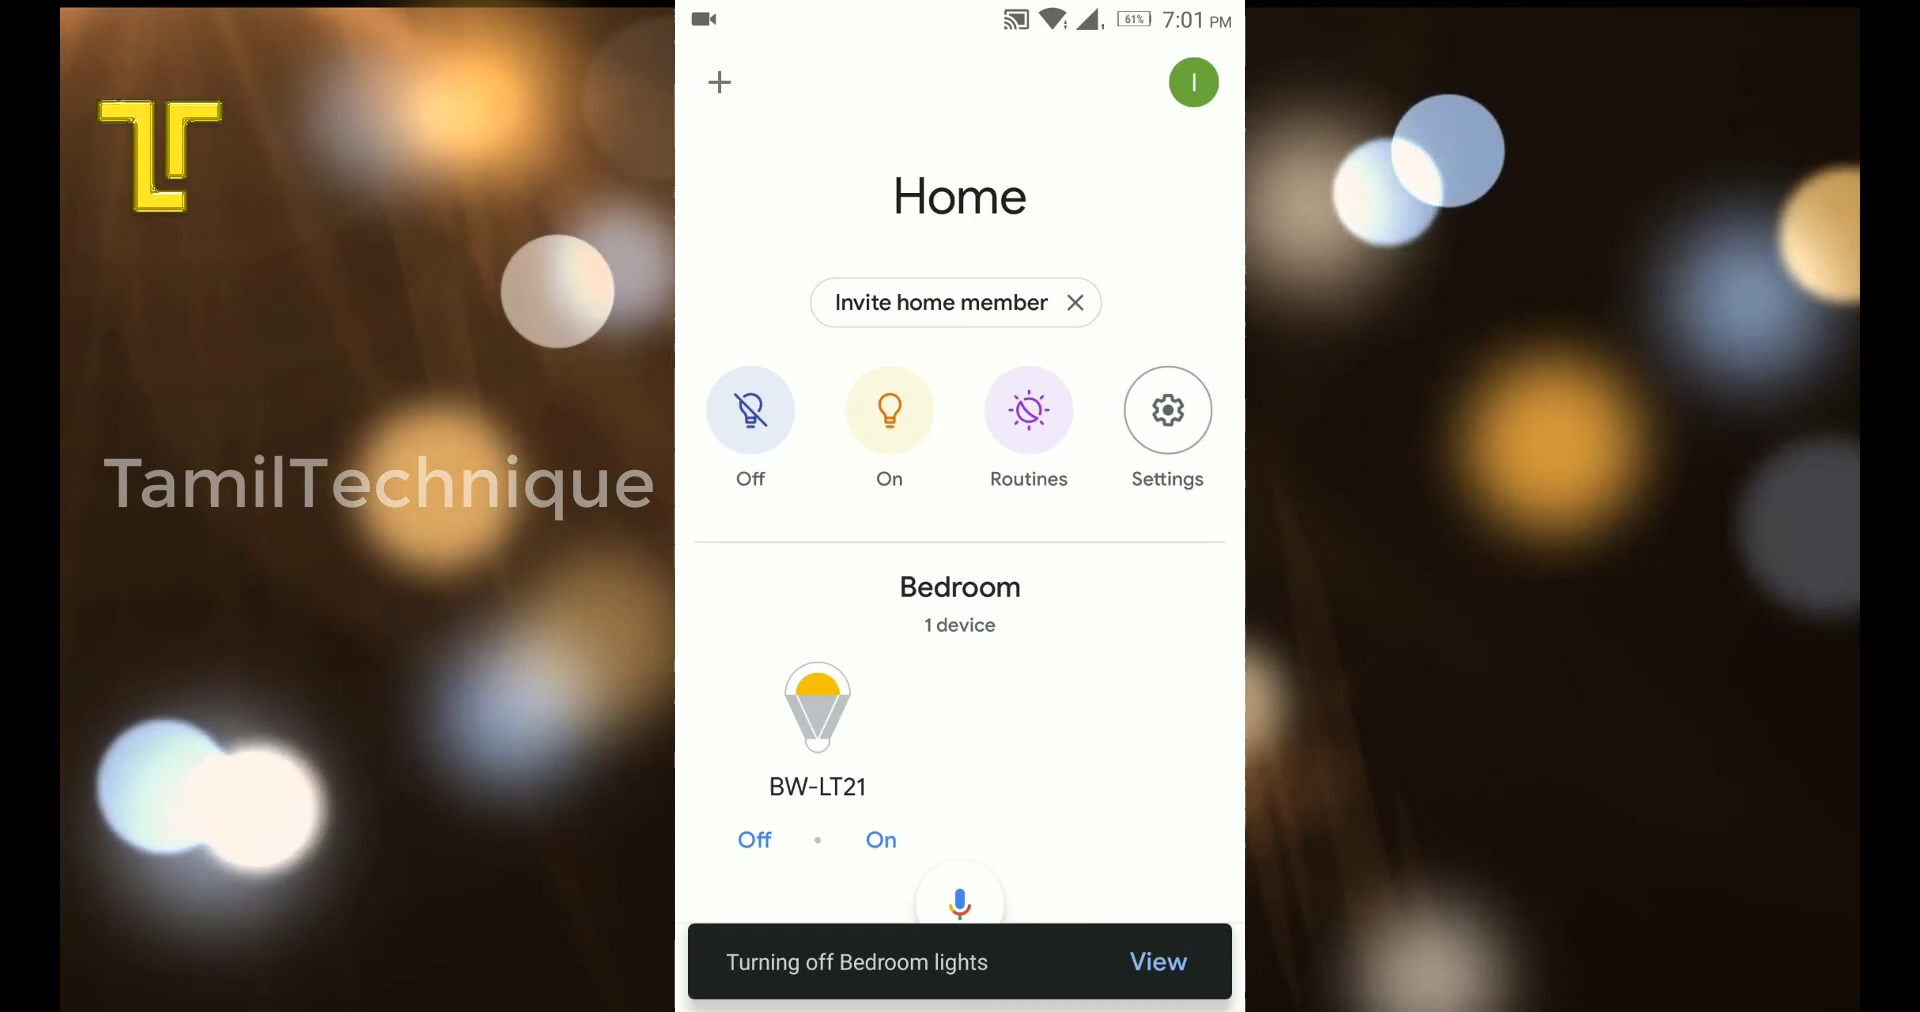 61%
7:01 PM
I
Home
Invite home member
Off
On
Routines
Settings
TamilTechnique
Bedroom
1 device
BW-LT21
Off
On
Turning off Bedroom lights
View